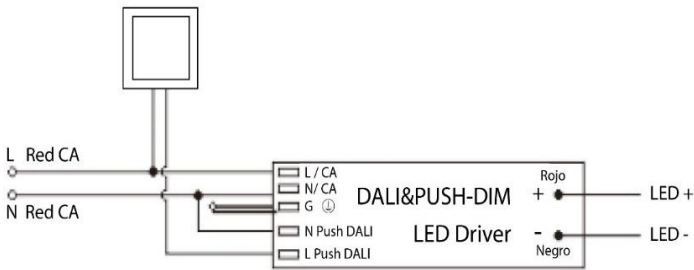 L Red CA
N Red CA
L / CA
N/ CA
G ⏚
N Push DALI
L Push DALI
DALI&PUSH-DIM
LED Driver
Rojo
+
-
Negro
LED +
LED -